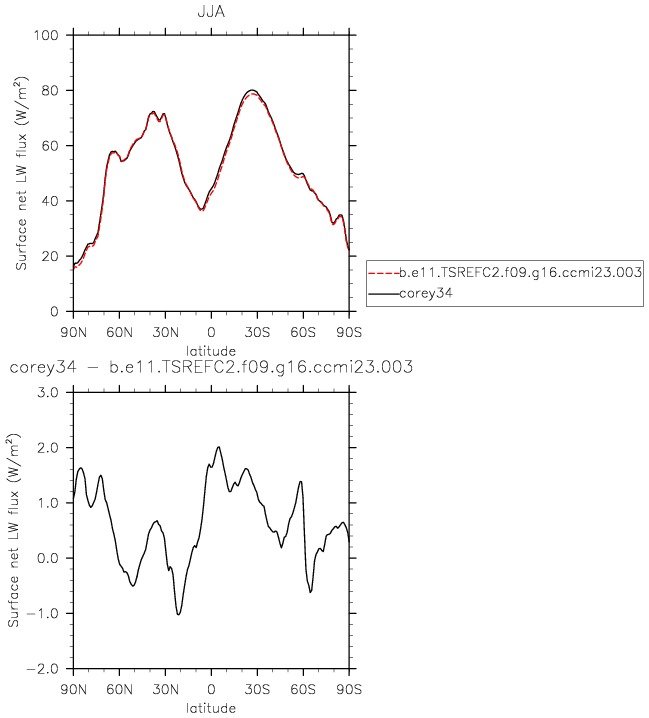 JJA
Surface net LW flux (W/m²)
100
80
60
40
20
0
90N 60N 30N 0 30S 60S 90S
latitude
b.e11.TSREFC2.f09.g16.ccmi23.003
corey34
corey34 - b.e11.TSREFC2.f09.g16.ccmi23.003
Surface net LW flux (W/m²)
3.0
2.0
1.0
0.0
-1.0
-2.0
90N 60N 30N 0 30S 60S 90S
latitude